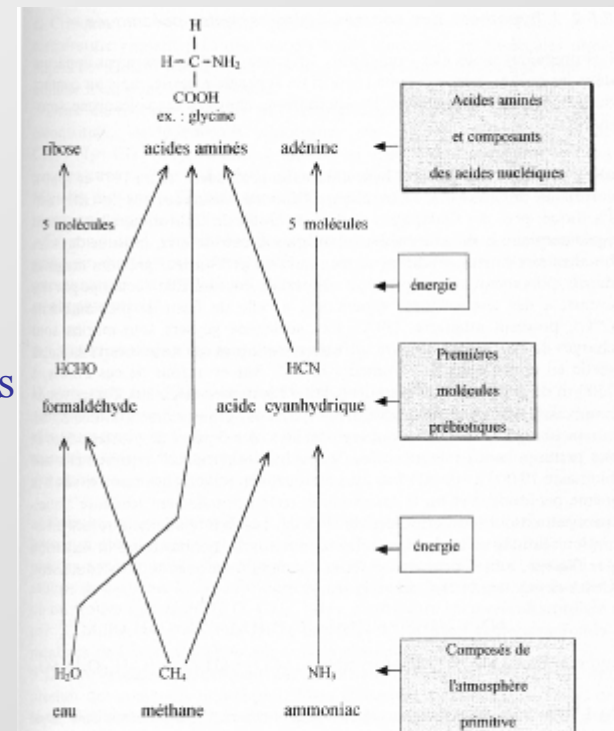 H
H – C – NH₂
COOH
ex. : glycine
ribose acides aminés adénine
Acides aminés
et composants
des acides nucléiques
5 molécules 5 molécules
énergie
HCHO HCN
s
formaldéhyde acide cyanhydrique
Premières
molécules
prébiotiques
énergie
H₂O CH₄ NH₃
eau méthane ammoniac
Composés de
l'atmosphère
primitive